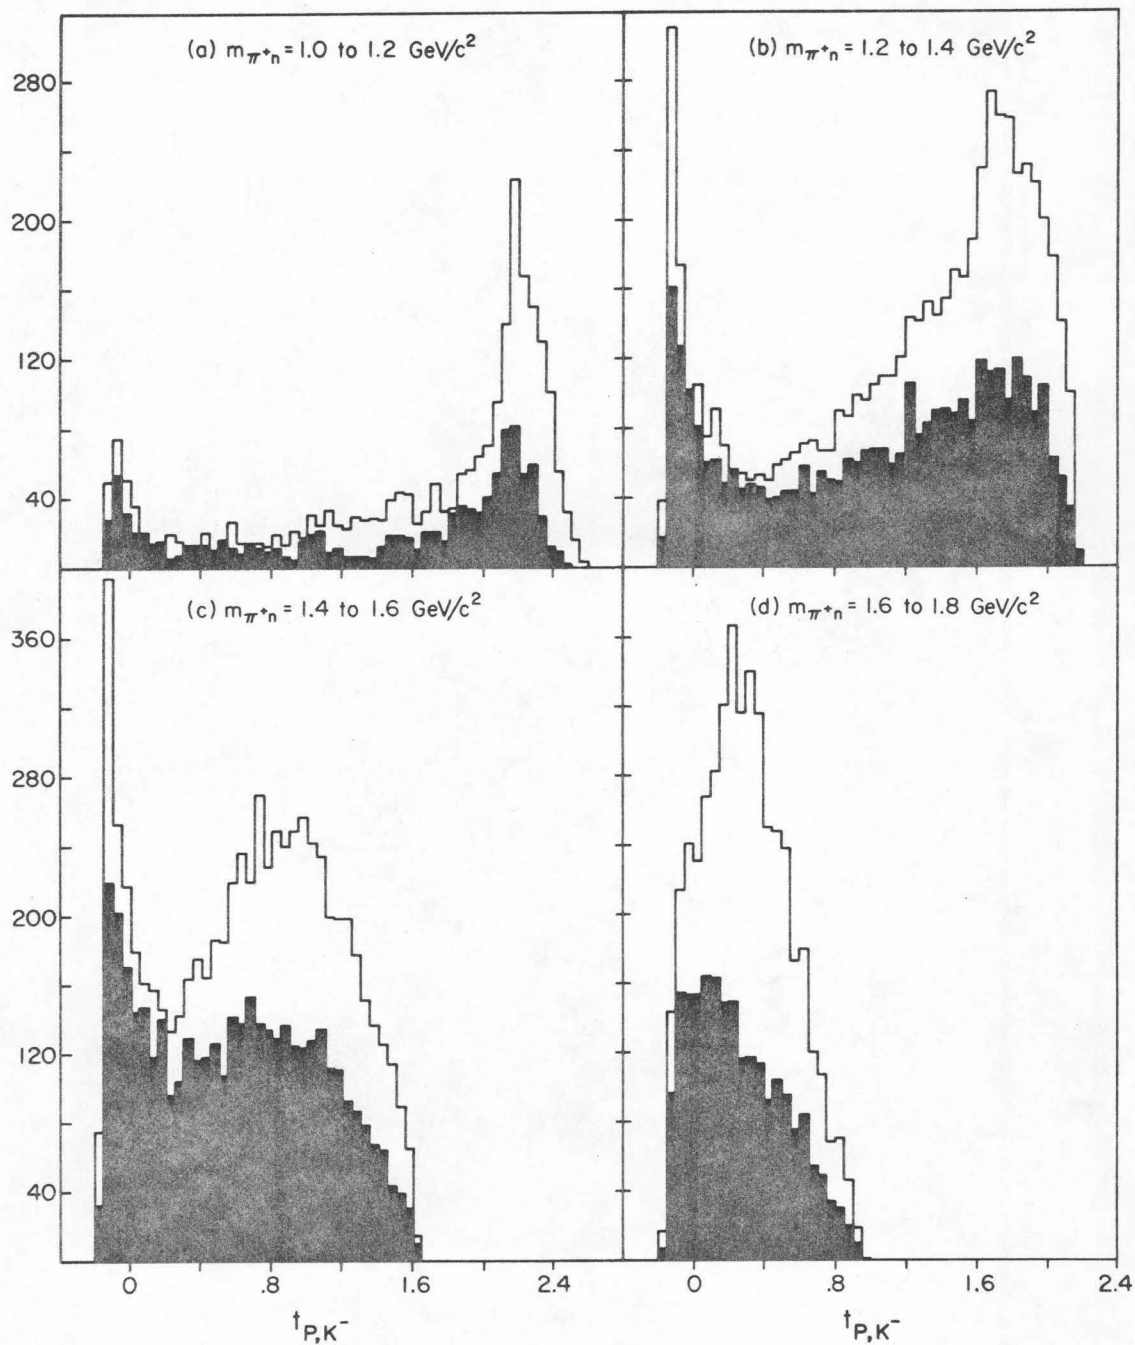 (a) mπ+n = 1.0 to 1.2 GeV/c²
(b) mπ+n = 1.2 to 1.4 GeV/c²
280
200
120
40
(c) mπ+n = 1.4 to 1.6 GeV/c²
(d) mπ+n = 1.6 to 1.8 GeV/c²
360
280
200
120
40
0 .8 1.6 2.4
0 .8 1.6 2.4
tP,K⁻
tP,K⁻